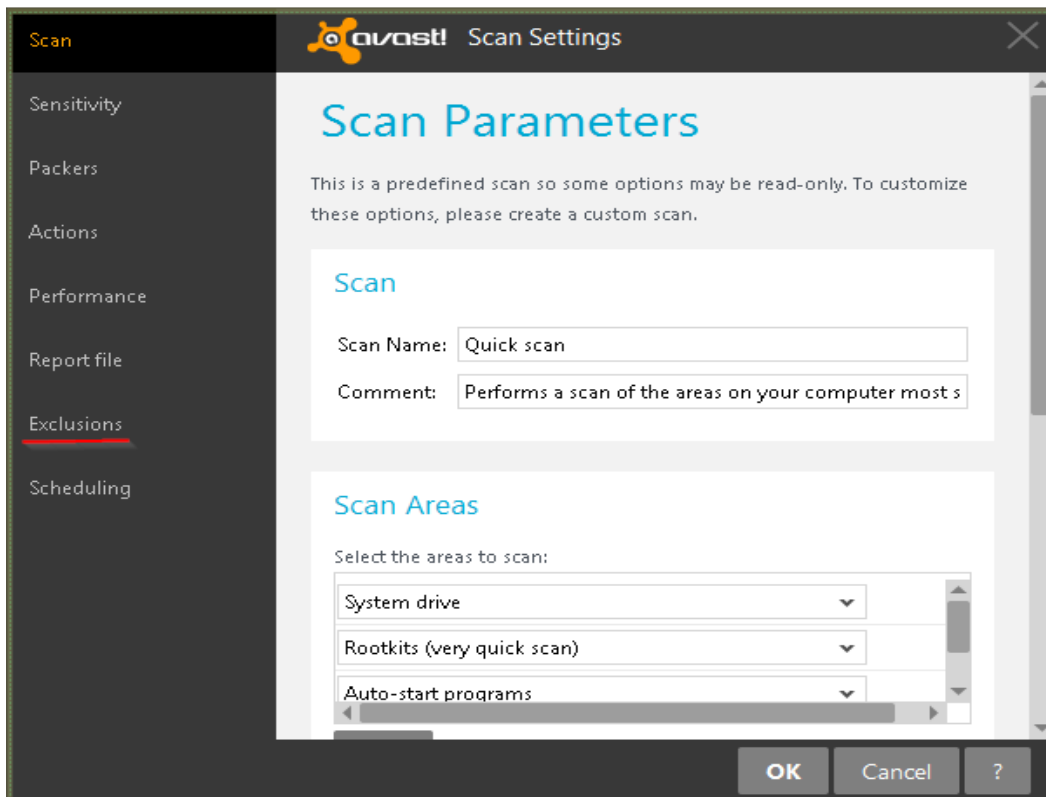 Scan
Sensitivity
Packers
Actions
Performance
Report file
Exclusions
Scheduling
avast! Scan Settings
Scan Parameters
This is a predefined scan so some options may be read-only. To customize
these options, please create a custom scan.
Scan
Scan Name: Quick scan
Comment: Performs a scan of the areas on your computer most s
Scan Areas
Select the areas to scan:
System drive
Rootkits (very quick scan)
Auto-start programs
OK Cancel ?